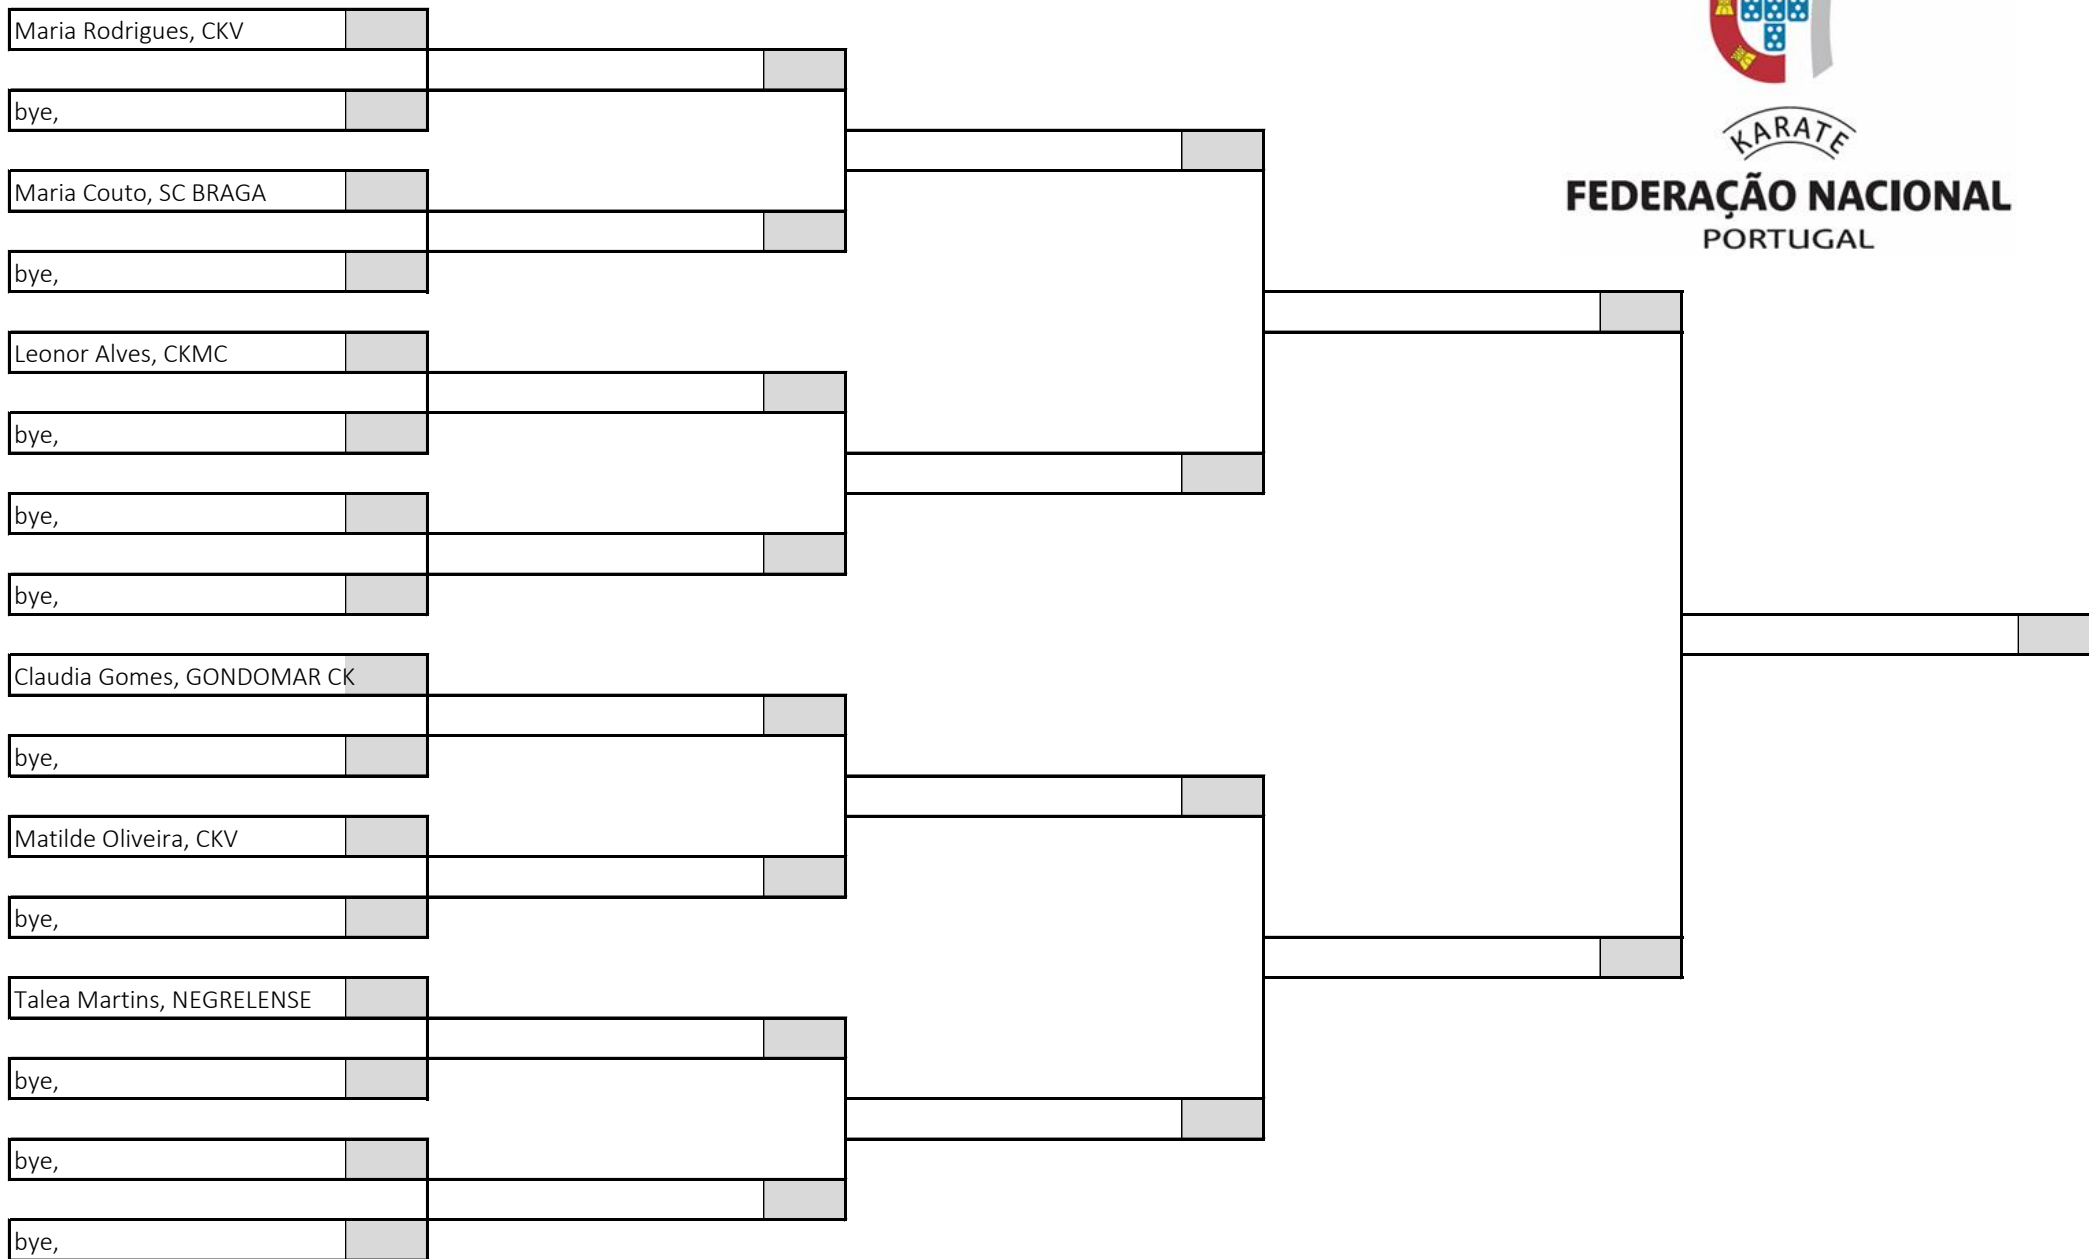 Maria Rodrigues, CKV
bye,
Maria Couto, SC BRAGA
bye,
Leonor Alves, CKMC
bye,
bye,
bye,
Claudia Gomes, GONDOMAR CK
bye,
Matilde Oliveira, CKV
bye,
Talea Martins, NEGRELENSE
bye,
bye,
bye,
KARATE
FEDERAÇÃO NACIONAL
PORTUGAL